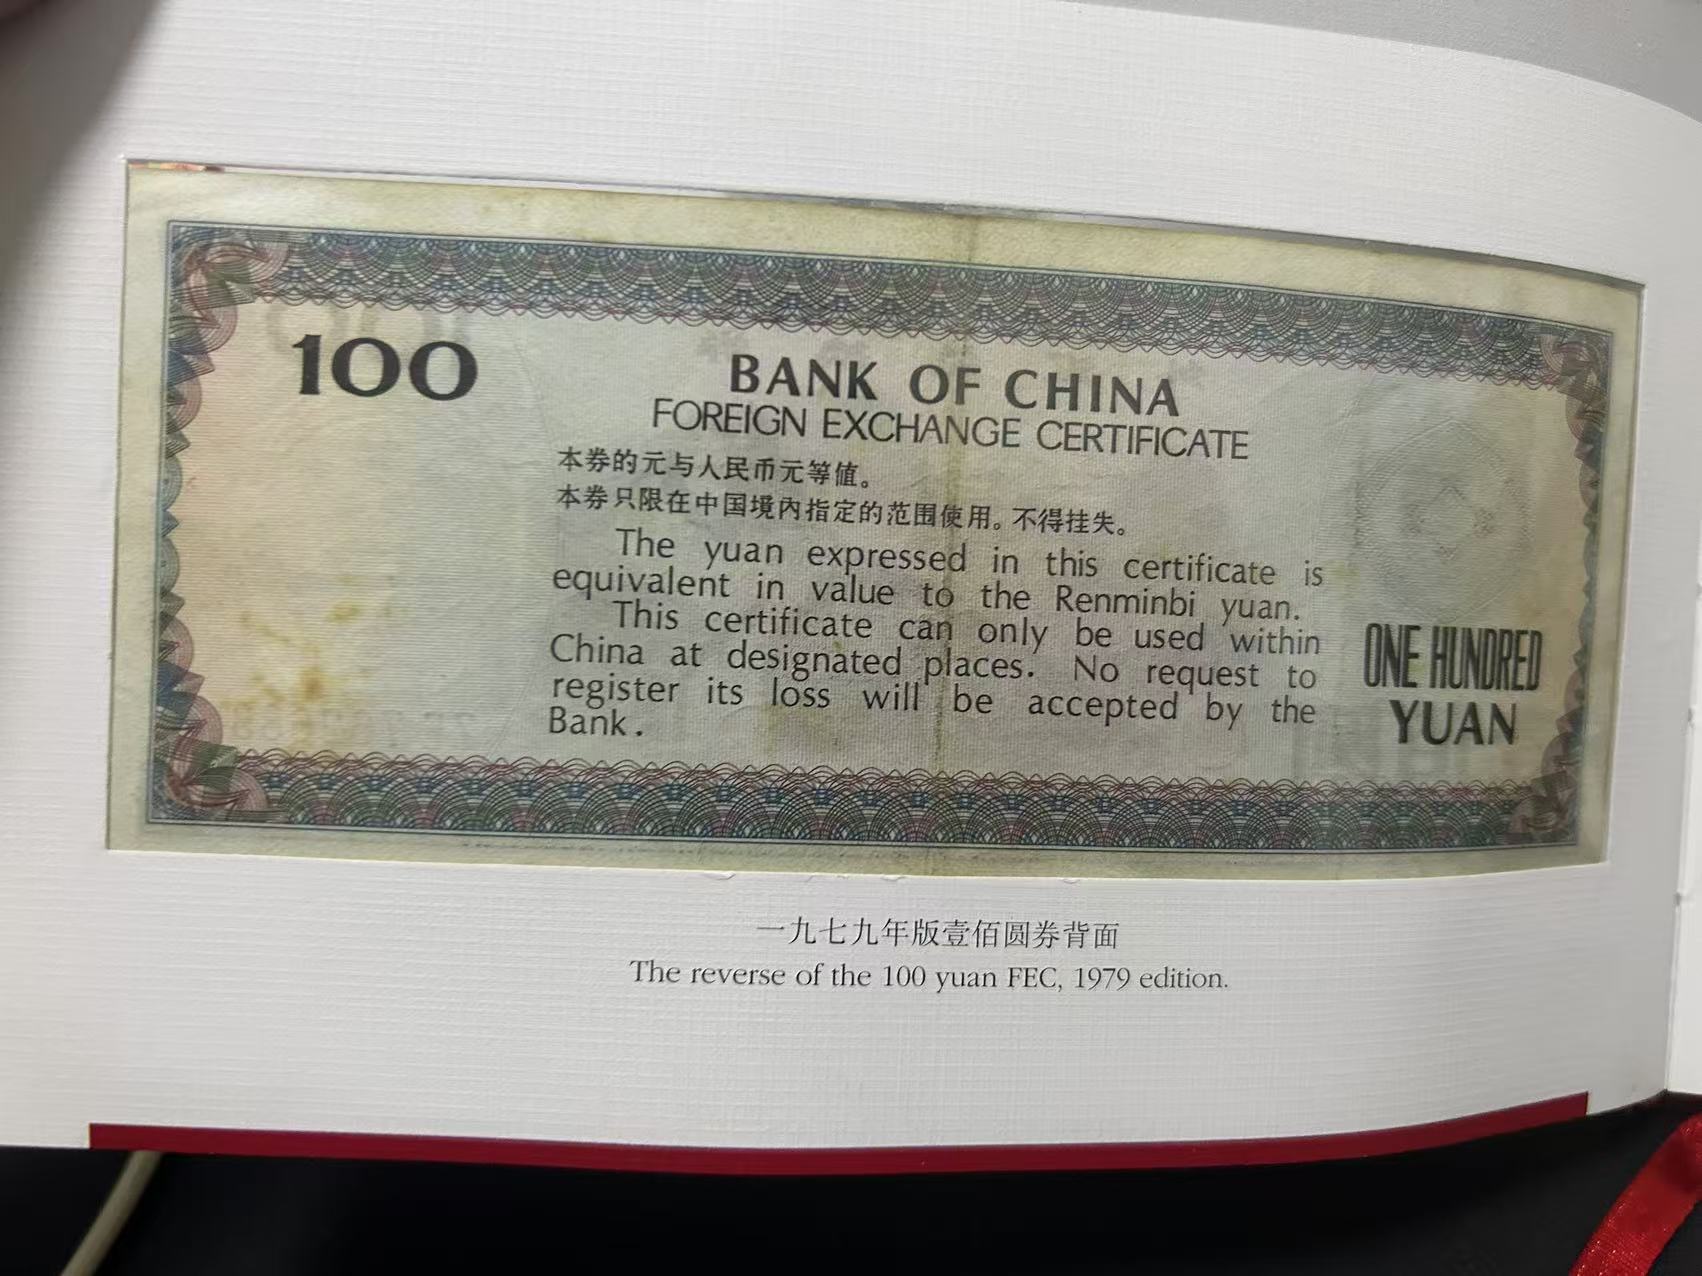 100
BANK OF CHINA
FOREIGN EXCHANGE CERTIFICATE
本券的元与人民币元等值。
本券只限在中国境内指定的范围使用。不得挂失。
The yuan expressed in this certificate is
equivalent in value to the Renminbi yuan.
This certificate can only be used within
China at designated places. No request to
register its loss will be accepted by the
Bank.
ONE HUNDRED
YUAN
一九七九年版壹佰圆券背面
The reverse of the 100 yuan FEC, 1979 edition.